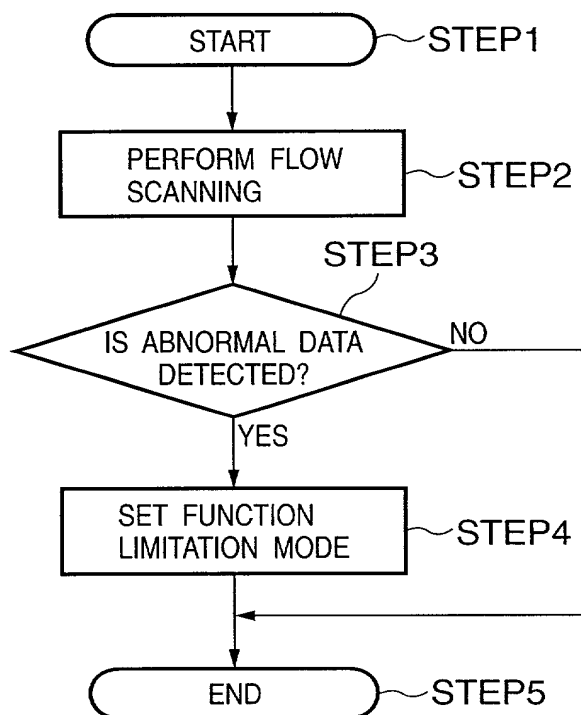 START
STEP1
PERFORM FLOW
SCANNING
STEP2
STEP3
IS ABNORMAL DATA
DETECTED?
NO
YES
SET FUNCTION
LIMITATION MODE
STEP4
END
STEP5